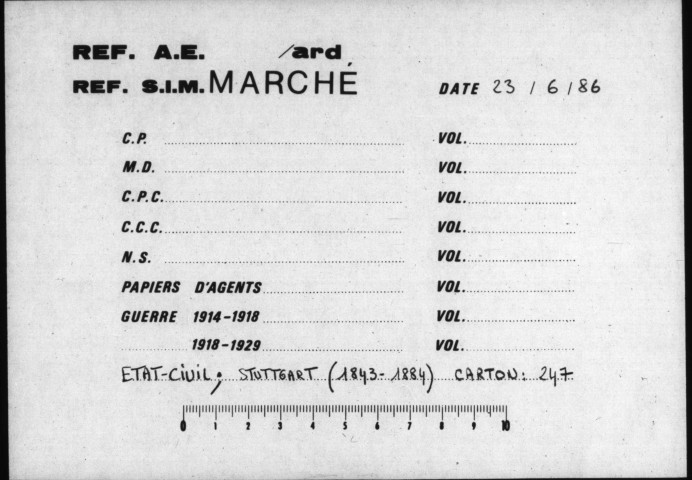 REF. A.E. /ard
REF. S.I.M. MARCHÉ DATE 23 / 6 / 86
C.P. VOL.
M.D. VOL.
C.P.C. VOL.
C.C.C. VOL.
N.S. VOL.
PAPIERS D'AGENTS VOL.
GUERRE 1914-1918 VOL.
1918-1929 VOL.
ETAT-CIVIL; STUTTGART (1843-1884) CARTON: 247
0 1 2 3 4 5 6 7 8 9 10